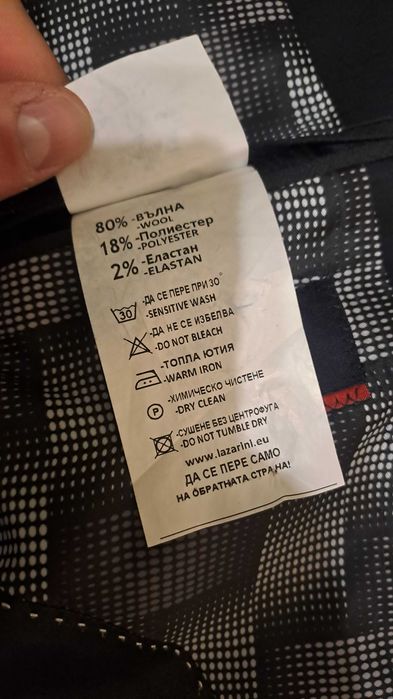 80% -ВЪЛНА
-WOOL
18% -Полиестер
-POLYESTER
2% -Еластан
-ELASTAN
30 -ДА СЕ ПЕРЕ ПРИ 30°
-SENSITIVE WASH
-ДА НЕ СЕ ИЗБЕЛВА
-DO NOT BLEACH
-ТОПЛА ЮТИЯ
-WARM IRON
-ХИМИЧЕСКО ЧИСТЕНЕ
P -DRY CLEAN
-СУШЕНЕ БЕЗ ЦЕНТРОФУГА
-DO NOT TUMBLE DRY
www.lazarini.eu
ДА СЕ ПЕРЕ САМО
НА ОБРАТНАТА СТРАНА!